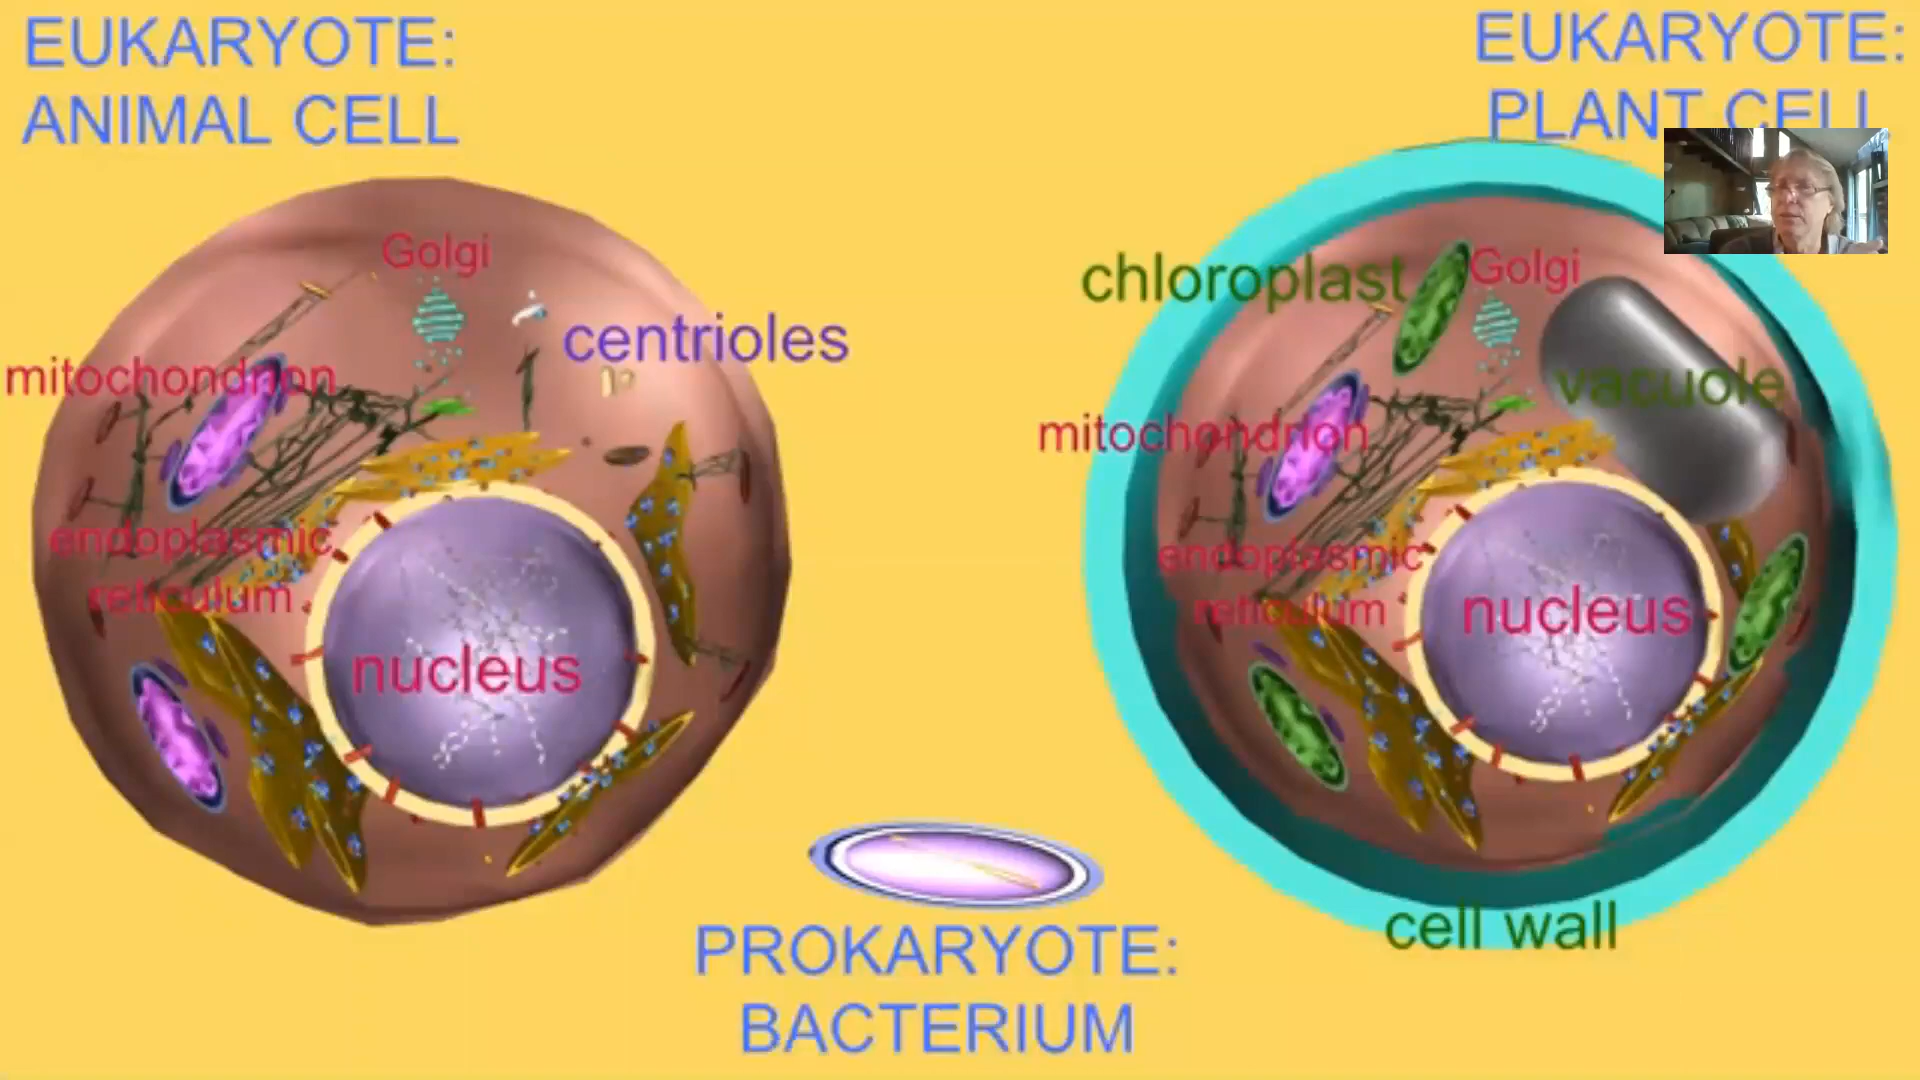 EUKARYOTE:
ANIMAL CELL
Golgi
centrioles
mitochondrion
endoplasmic
reticulum
nucleus
EUKARYOTE:
PLANT CELL
chloroplast
Golgi
vacuole
mitochondrion
endoplasmic
reticulum
nucleus
cell wall
PROKARYOTE:
BACTERIUM